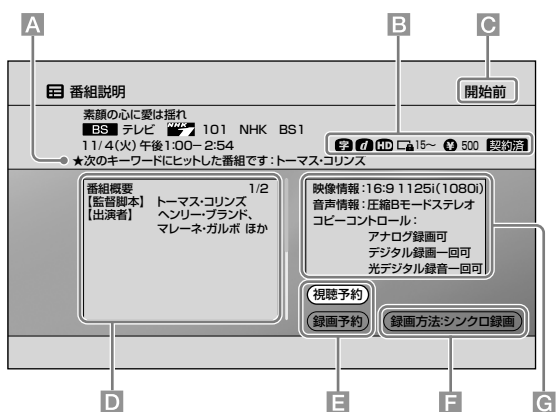 A
B
C
番組説明
開始前
素顔の心に愛は揺れ
BS テレビ NHK 101 NHK BS1
11/4(火)午後1:00-2:54
字 d HD 15~ ¥ 500 契約済
★次のキーワードにヒットした番組です:トーマス・コリンズ
番組概要 1/2
【監督脚本】 トーマス・コリンズ
【出演者】 ヘンリー・ブランド、
マレーネ・ガルボ ほか
映像情報:16:9 1125i(1080i)
音声情報:圧縮Bモードステレオ
コピーコントロール:
アナログ録画可
デジタル録画一回可
光デジタル録音一回可
視聴予約
録画予約
録画方法:シンクロ録画
D
E
F
G